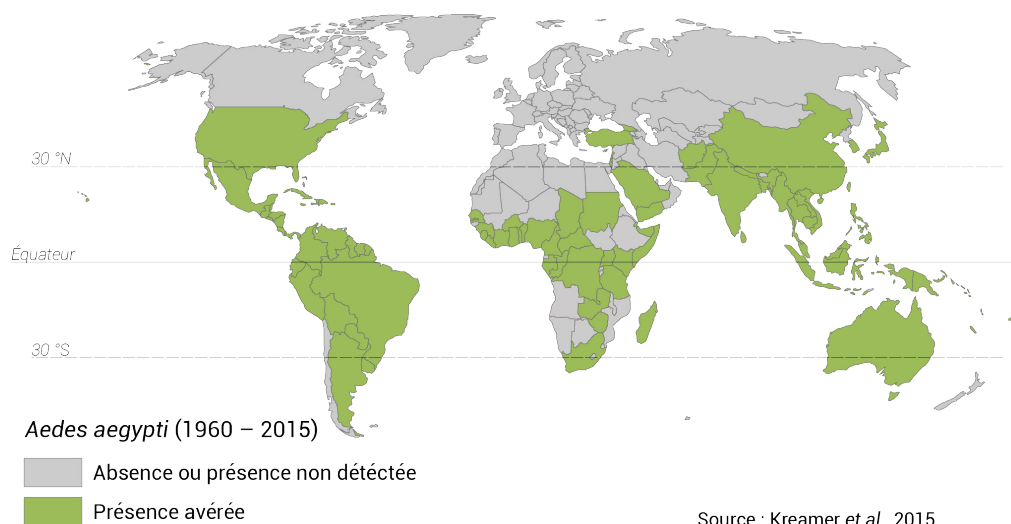 30 °N
Équateur
30 °S
Aedes aegypti (1960 – 2015)
Absence ou présence non détéctée
Présence avérée
Source : Kreamer et al., 2015